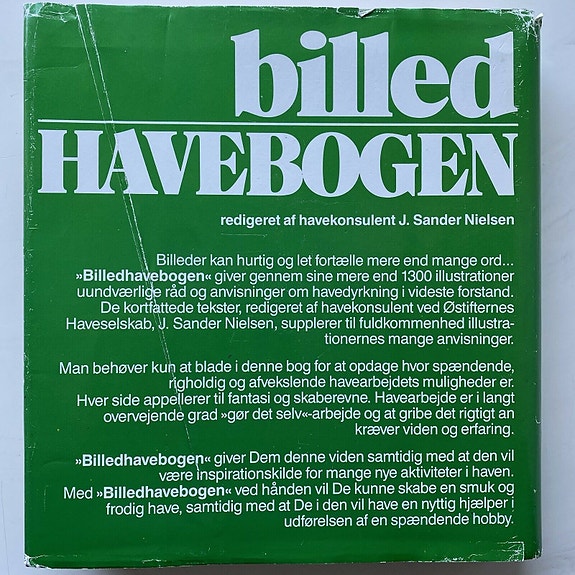 billed
HAVEBOGEN
redigeret af havekonsulent J. Sander Nielsen
Billeder kan hurtig og let fortælle mere end mange ord...
»Billedhavebogen« giver gennem sine mere end 1300 illustrationer
uundværlige råd og anvisninger om havedyrkning i videste forstand.
De kortfattede tekster, redigeret af havekonsulent ved Østifternes
Haveselskab, J. Sander Nielsen, supplerer til fuldkommenhed illustra-
tionernes mange anvisninger.
Man behøver kun at blade i denne bog for at opdage hvor spændende,
righoldig og afvekslende havearbejdets muligheder er.
Hver side appellerer til fantasi og skaberevne. Havearbejde er i langt
overvejende grad »gør det selv«-arbejde og at gribe det rigtigt an
kræver viden og erfaring.
»Billedhavebogen« giver Dem denne viden samtidig med at den vil
være inspirationskilde for mange nye aktiviteter i haven.
Med »Billedhavebogen« ved hånden vil De kunne skabe en smuk og
frodig have, samtidig med at De i den vil have en nyttig hjælper i
udførelsen af en spændende hobby.